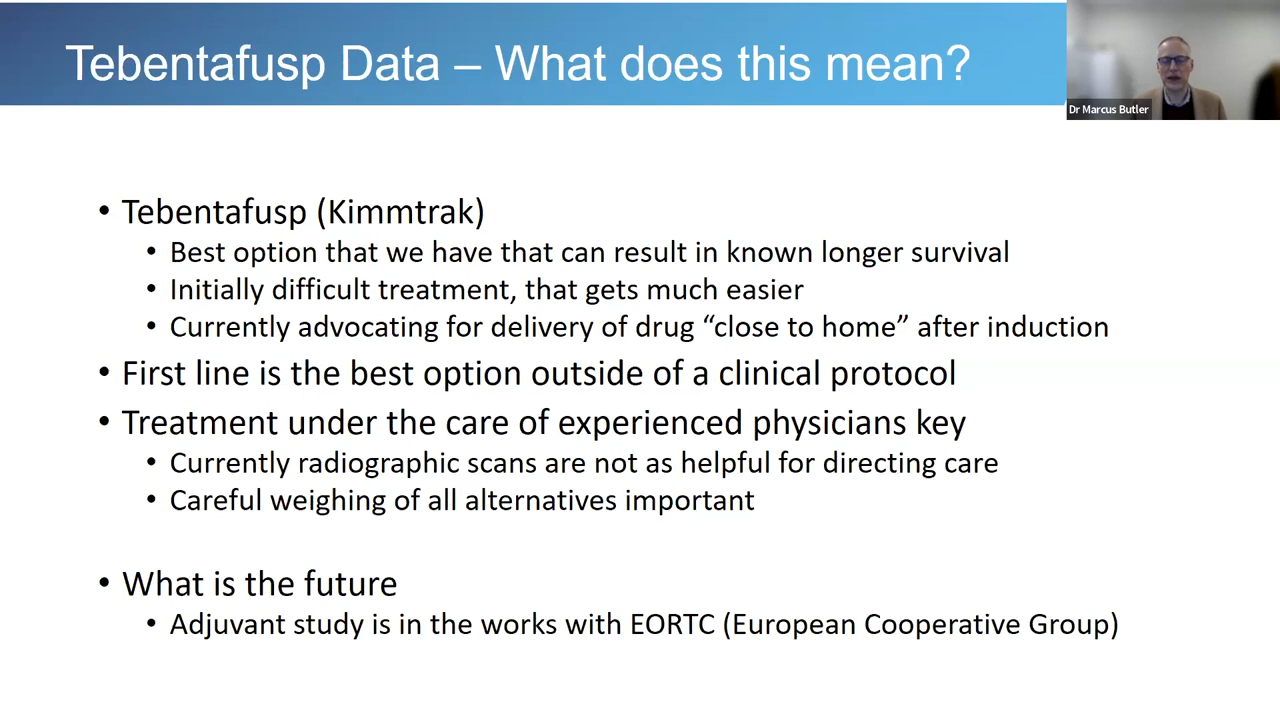 Tebentafusp Data – What does this mean?
Dr Marcus Butler
• Tebentafusp (Kimmtrak)
• Best option that we have that can result in known longer survival
• Initially difficult treatment, that gets much easier
• Currently advocating for delivery of drug “close to home” after induction
• First line is the best option outside of a clinical protocol
• Treatment under the care of experienced physicians key
• Currently radiographic scans are not as helpful for directing care
• Careful weighing of all alternatives important
• What is the future
• Adjuvant study is in the works with EORTC (European Cooperative Group)